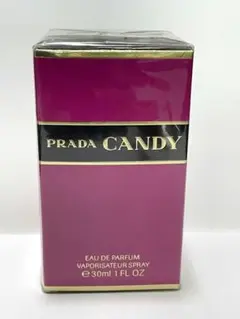 PRADA CANDY
EAU DE PARFUM
VAPORISATEUR SPRAY
℮30ml 1 FL OZ